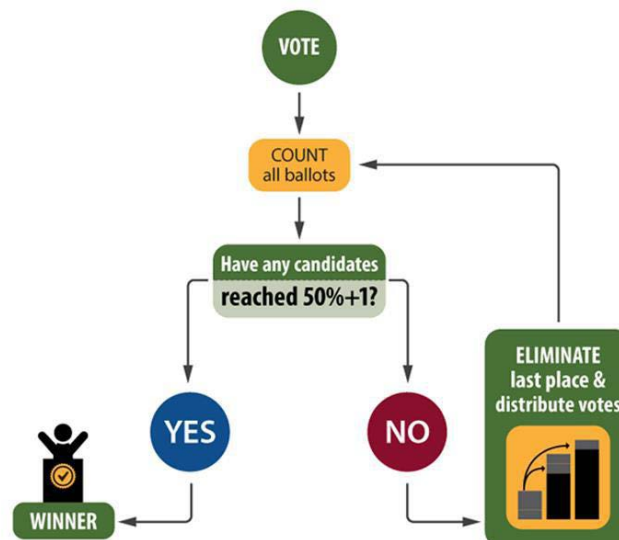 VOTE
COUNT
all ballots
Have any candidates
reached 50%+1?
YES
NO
ELIMINATE
last place &
distribute votes
WINNER